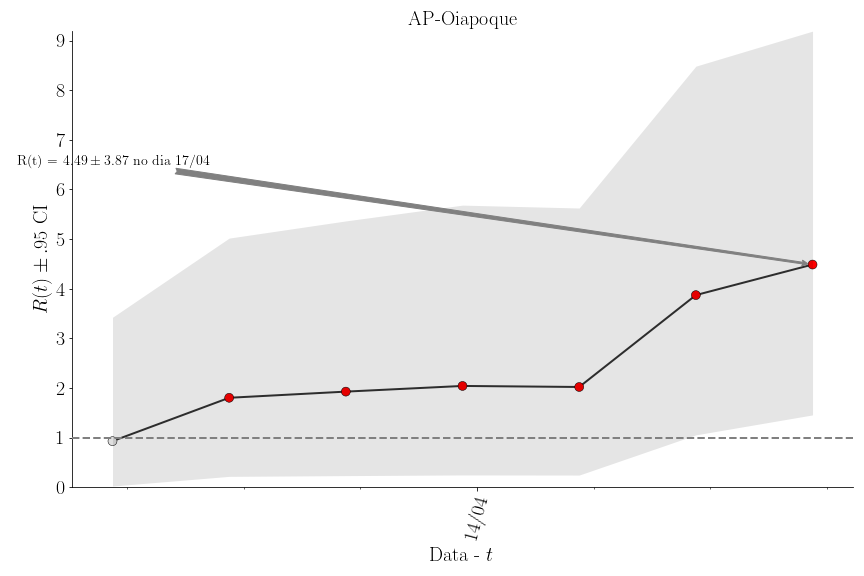 AP-Oiapoque
9
8
7
R(t) = 4.49 ± 3.87 no dia 17/04
6
5
4
3
2
1
0
R(t) ± .95 CI
14/04
Data - t